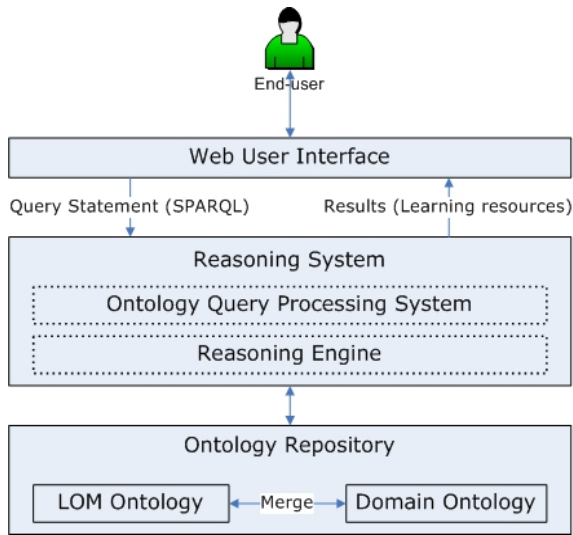 End-user
Web User Interface
Query Statement (SPARQL)
Results (Learning resources)
Reasoning System
Ontology Query Processing System
Reasoning Engine
Ontology Repository
LOM Ontology
Merge
Domain Ontology